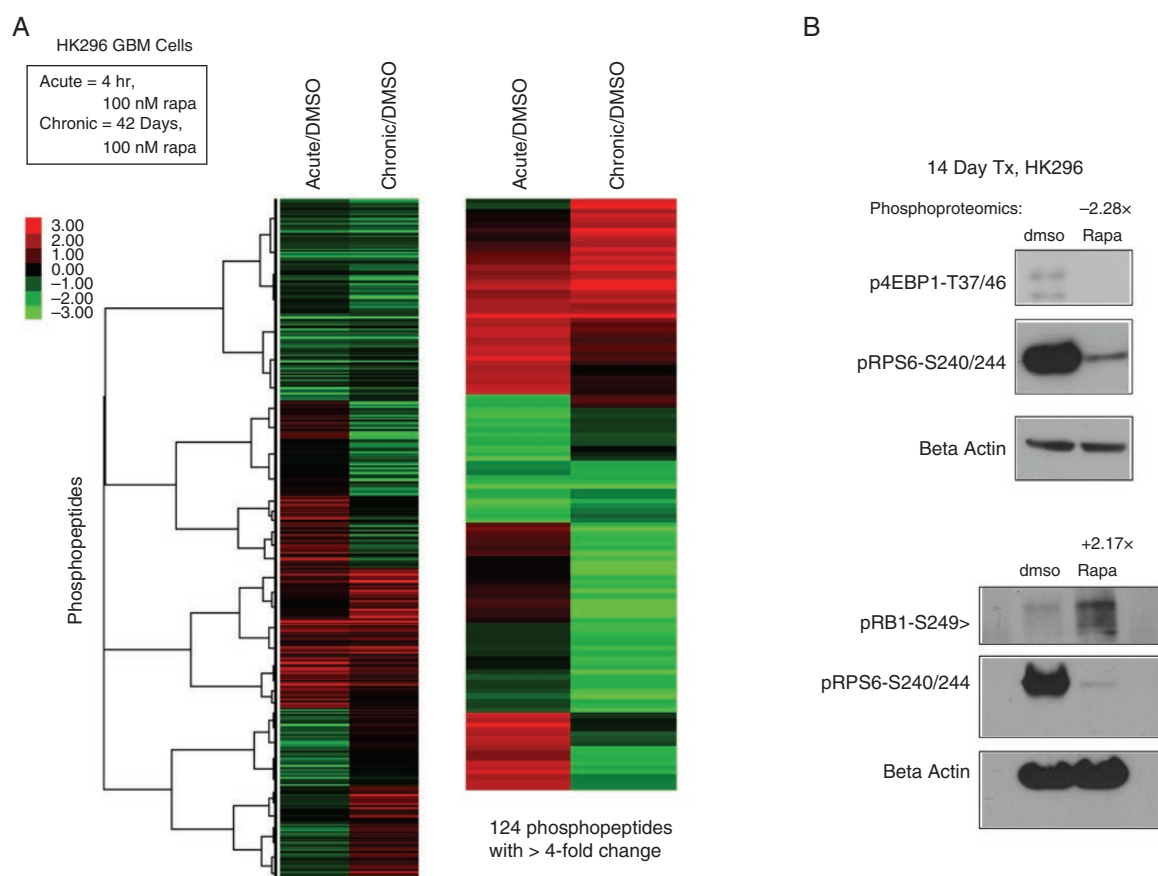 A
HK296 GBM Cells
Acute = 4 hr,
100 nM rapa
Chronic = 42 Days,
100 nM rapa
Acute/DMSO
Chronic/DMSO
Acute/DMSO
Chronic/DMSO
3.00
2.00
1.00
0.00
−1.00
−2.00
−3.00
Phosphopeptides
124 phosphopeptides
with > 4-fold change
B
14 Day Tx, HK296
Phosphoproteomics: −2.28×
dmso Rapa
p4EBP1-T37/46
pRPS6-S240/244
Beta Actin
+2.17×
dmso Rapa
pRB1-S249>
pRPS6-S240/244
Beta Actin